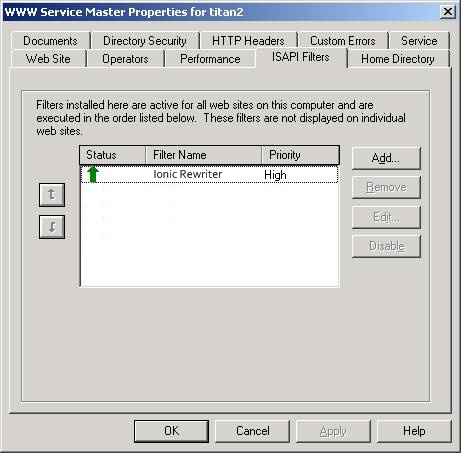 WWW Service Master Properties for titan2
Documents Directory Security HTTP Headers Custom Errors Service
Web Site Operators Performance ISAPI Filters Home Directory
Filters installed here are active for all web sites on this computer and are
executed in the order listed below. These filters are not displayed on individual
web sites.
Status Filter Name Priority
Ionic Rewriter High
Add...
Remove
Edit...
Disable
OK Cancel Apply Help